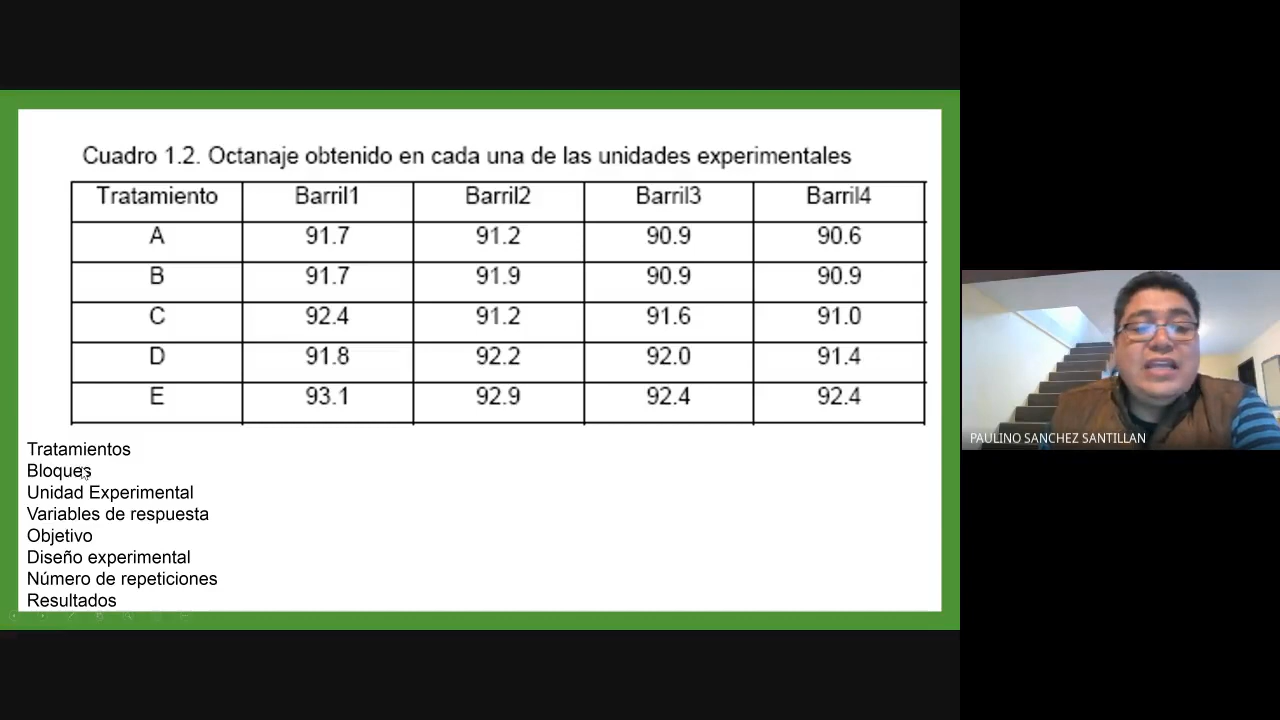 Cuadro 1.2. Octanaje obtenido en cada una de las unidades experimentales
Tratamiento Barril1 Barril2 Barril3 Barril4
A 91.7 91.2 90.9 90.6
B 91.7 91.9 90.9 90.9
C 92.4 91.2 91.6 91.0
D 91.8 92.2 92.0 91.4
E 93.1 92.9 92.4 92.4
Tratamientos
Bloques
Unidad Experimental
Variables de respuesta
Objetivo
Diseño experimental
Número de repeticiones
Resultados
PAULINO SANCHEZ SANTILLAN